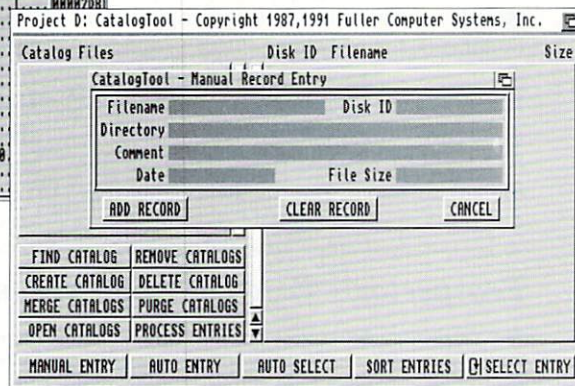 00007D81
Project D: CatalogTool - Copyright 1987,1991 Fuller Computer Systems, Inc.
Catalog Files Disk ID Filename Size
CatalogTool - Manual Record Entry
Filename Disk ID
Directory
Comment
Date File Size
ADD RECORD CLEAR RECORD CANCEL
FIND CATALOG REMOVE CATALOGS
CREATE CATALOG DELETE CATALOG
MERGE CATALOGS PURGE CATALOGS
OPEN CATALOGS PROCESS ENTRIES
MANUAL ENTRY AUTO ENTRY AUTO SELECT SORT ENTRIES SELECT ENTRY